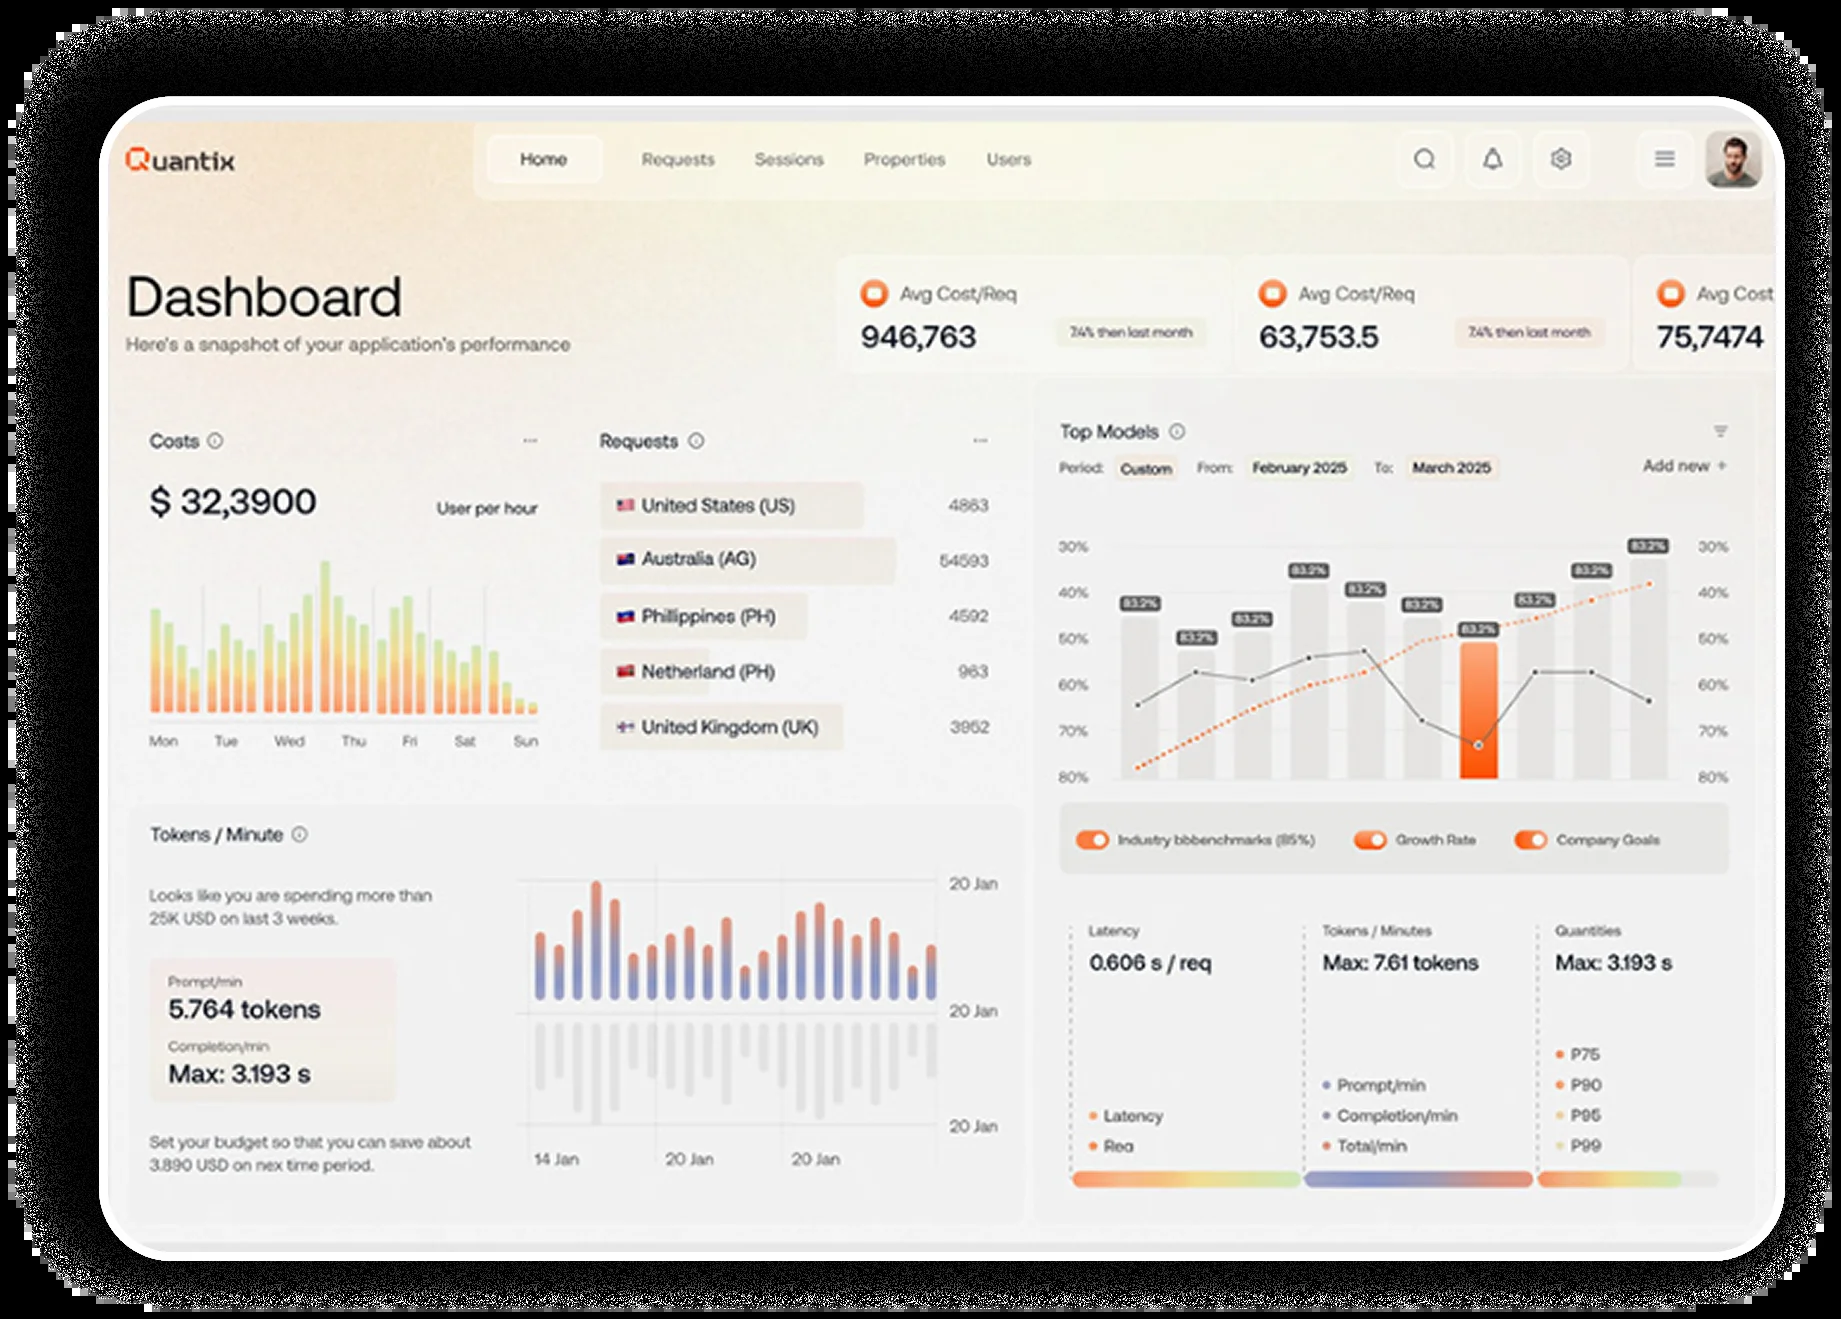 Quantix
Home
Requests
Sessions
Properties
Users
Dashboard
Here's a snapshot of your application's performance
Avg Cost/Req
946,763
7.4% then last month
Avg Cost/Req
63,753.5
7.4% then last month
Avg Cost
75,7474
Costs
$ 32,3900
User per hour
Mon Tue Wed Thu Fri Sat Sun
Requests
United States (US) 4863
Australia (AG) 54593
Phillippines (PH) 4592
Netherland (PH) 963
United Kingdom (UK) 3952
Top Models
Period: Custom From: February 2025 To: March 2025
Add new +
30% 30%
40% 40%
50% 50%
60% 60%
70% 70%
80% 80%
83.2% 83.2% 83.2% 83.2% 83.2% 83.2% 83.2% 83.2% 83.2% 83.2%
Industry bbbenchmarks (85%)
Growth Rate
Company Goals
Tokens / Minute
Looks like you are spending more than
25K USD on last 3 weeks.
Prompt/min
5.764 tokens
Completion/min
Max: 3.193 s
Set your budget so that you can save about
3.890 USD on nex time period.
20 Jan
20 Jan
20 Jan
14 Jan 20 Jan 20 Jan
Latency
0.606 s / req
Latency
Req
Tokens / Minutes
Max: 7.61 tokens
Prompt/min
Completion/min
Total/min
Quantities
Max: 3.193 s
P75
P90
P95
P99